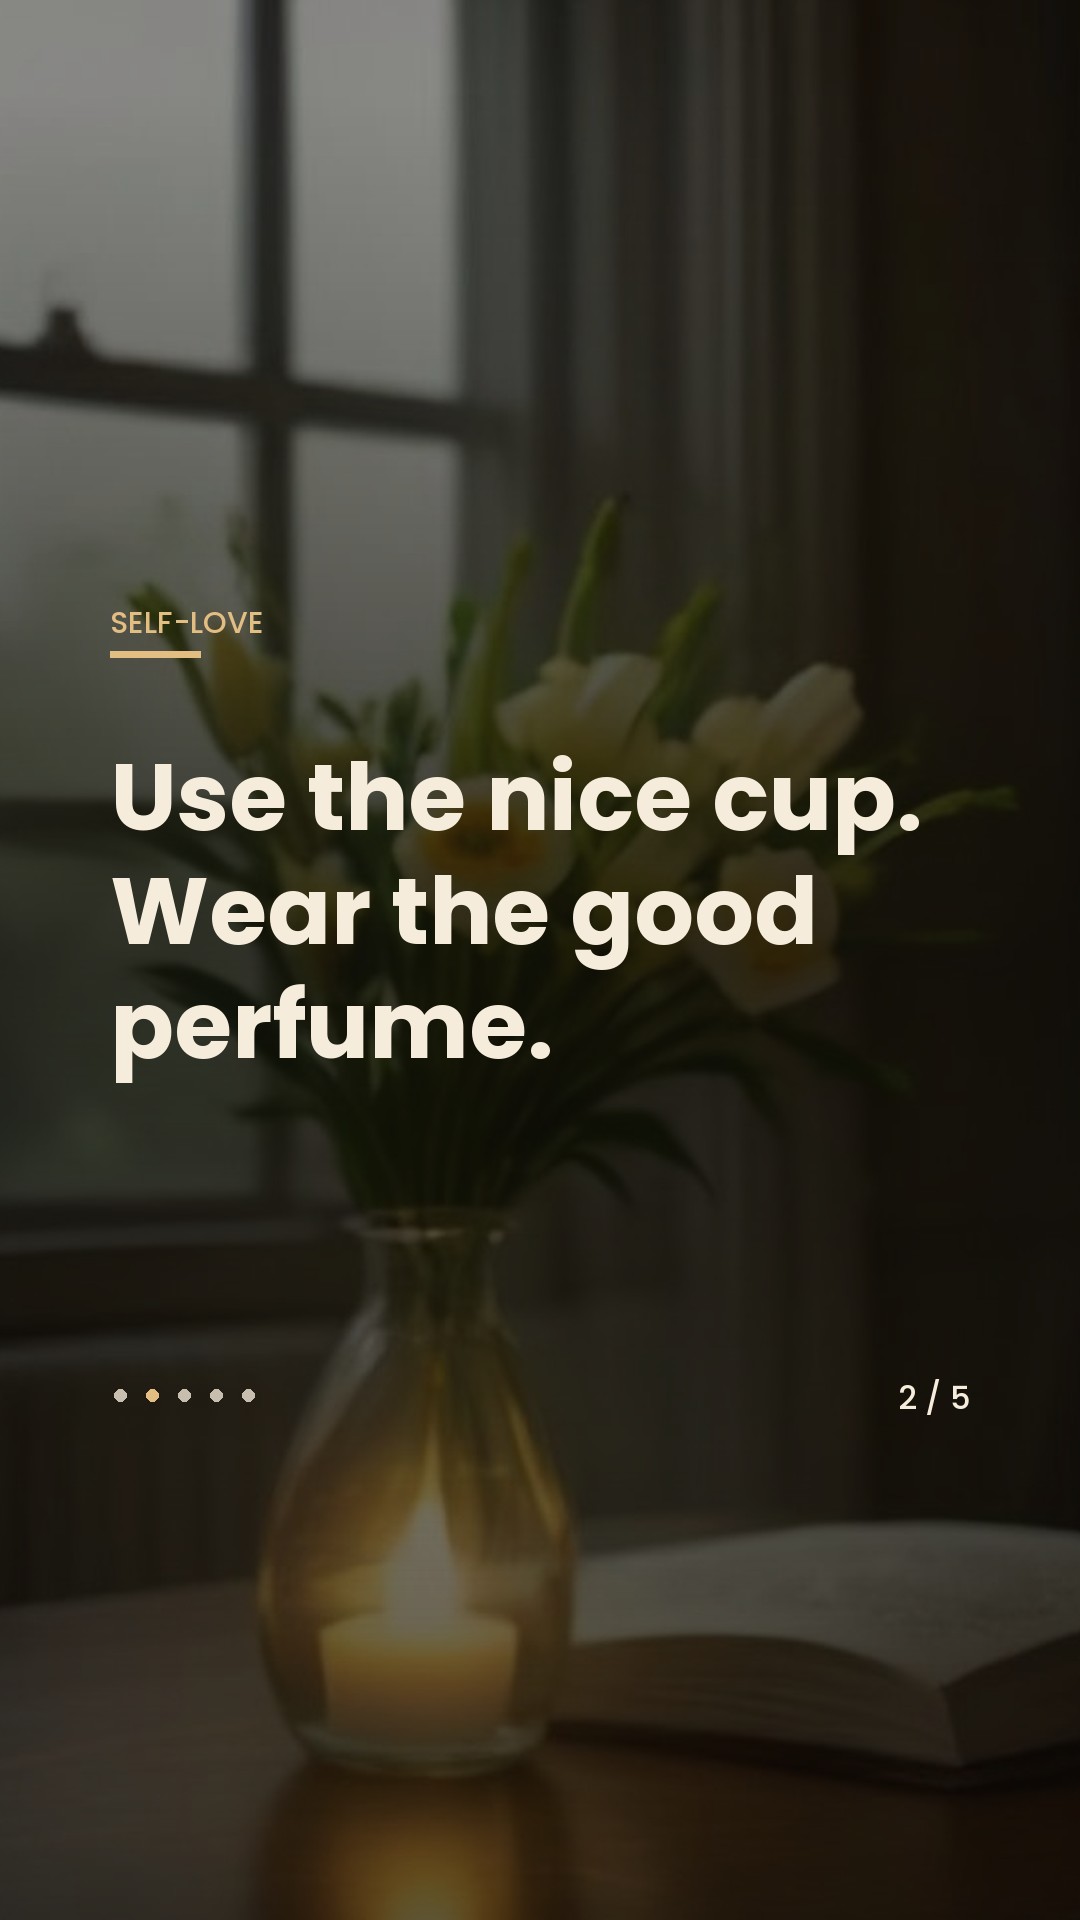 SELF-LOVE
Use the nice cup.
Wear the good
perfume.
2 / 5